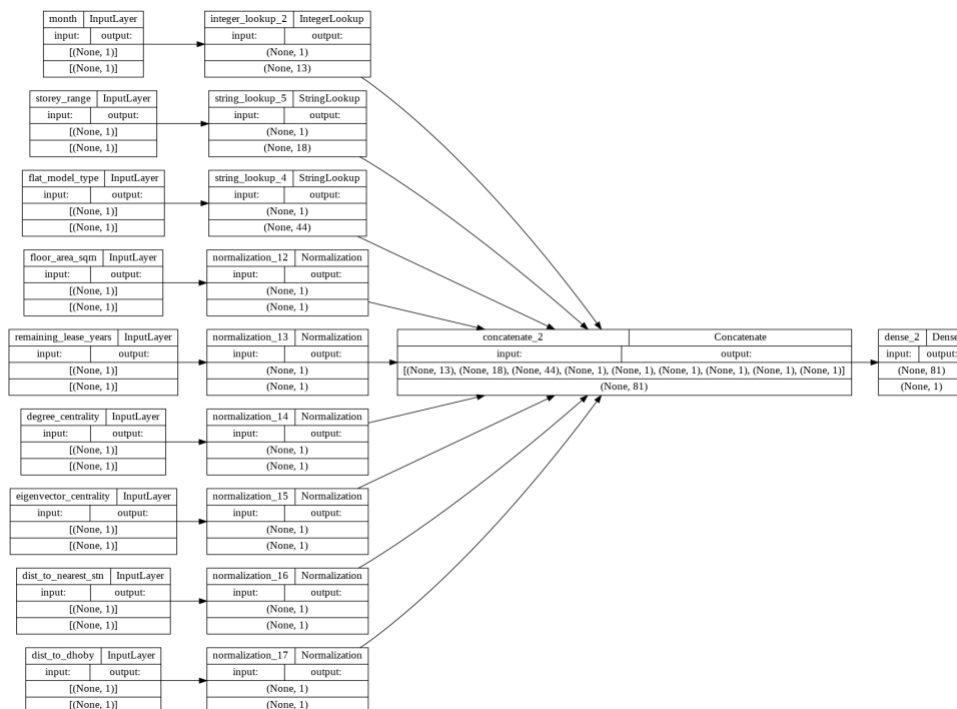 month InputLayer
input: output:
[(None, 1)]
[(None, 1)]
integer_lookup_2 IntegerLookup
input: output:
(None, 1)
(None, 13)
storey_range InputLayer
input: output:
[(None, 1)]
[(None, 1)]
string_lookup_5 StringLookup
input: output:
(None, 1)
(None, 18)
flat_model_type InputLayer
input: output:
[(None, 1)]
[(None, 1)]
string_lookup_4 StringLookup
input: output:
(None, 1)
(None, 44)
floor_area_sqm InputLayer
input: output:
[(None, 1)]
[(None, 1)]
normalization_12 Normalization
input: output:
(None, 1)
(None, 1)
remaining_lease_years InputLayer
input: output:
[(None, 1)]
[(None, 1)]
normalization_13 Normalization
input: output:
(None, 1)
(None, 1)
concatenate_2 Concatenate
input: output:
[(None, 13), (None, 18), (None, 44), (None, 1), (None, 1), (None, 1), (None, 1), (None, 1), (None, 1)]
(None, 81)
dense_2 Dense
input: output:
(None, 81)
(None, 1)
degree_centrality InputLayer
input: output:
[(None, 1)]
[(None, 1)]
normalization_14 Normalization
input: output:
(None, 1)
(None, 1)
eigenvector_centrality InputLayer
input: output:
[(None, 1)]
[(None, 1)]
normalization_15 Normalization
input: output:
(None, 1)
(None, 1)
dist_to_nearest_stn InputLayer
input: output:
[(None, 1)]
[(None, 1)]
normalization_16 Normalization
input: output:
(None, 1)
(None, 1)
dist_to_dhoby InputLayer
input: output:
[(None, 1)]
[(None, 1)]
normalization_17 Normalization
input: output:
(None, 1)
(None, 1)